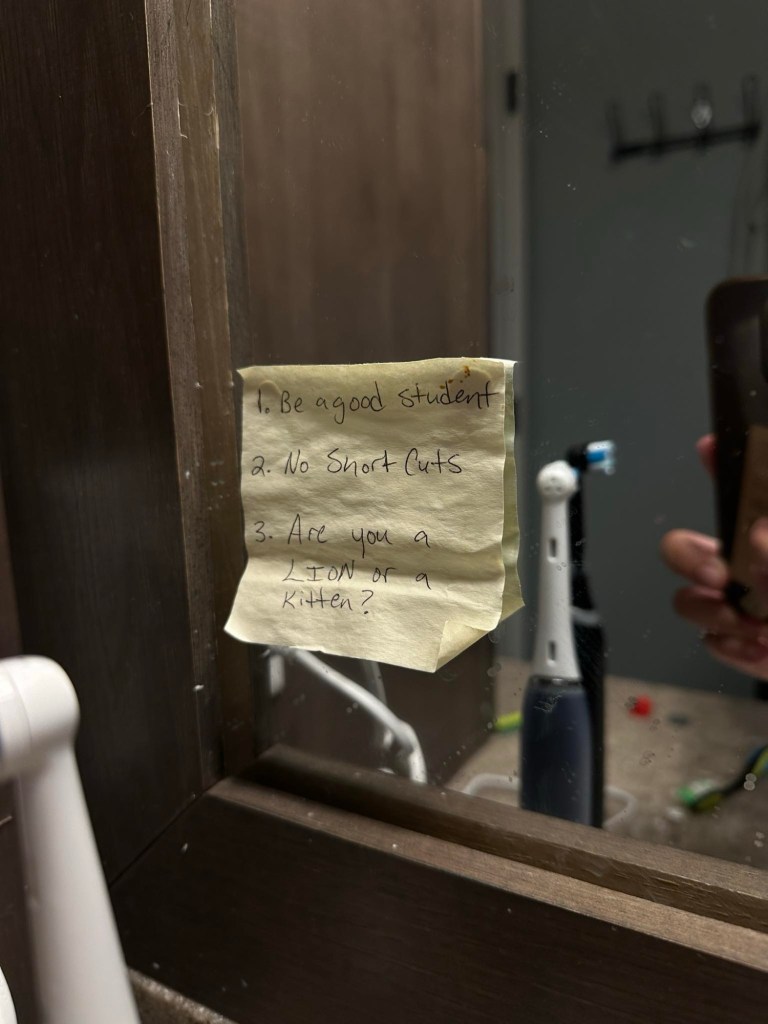 1. Be a good student
2. No Short Cuts
3. Are you a
LION or a
Kitten?